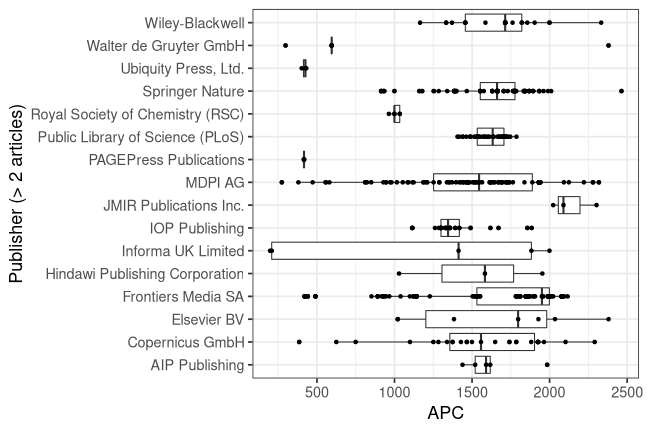 Publisher (> 2 articles)
Wiley-Blackwell
Walter de Gruyter GmbH
Ubiquity Press, Ltd.
Springer Nature
Royal Society of Chemistry (RSC)
Public Library of Science (PLoS)
PAGEPress Publications
MDPI AG
JMIR Publications Inc.
IOP Publishing
Informa UK Limited
Hindawi Publishing Corporation
Frontiers Media SA
Elsevier BV
Copernicus GmbH
AIP Publishing
500 1000 1500 2000 2500
APC